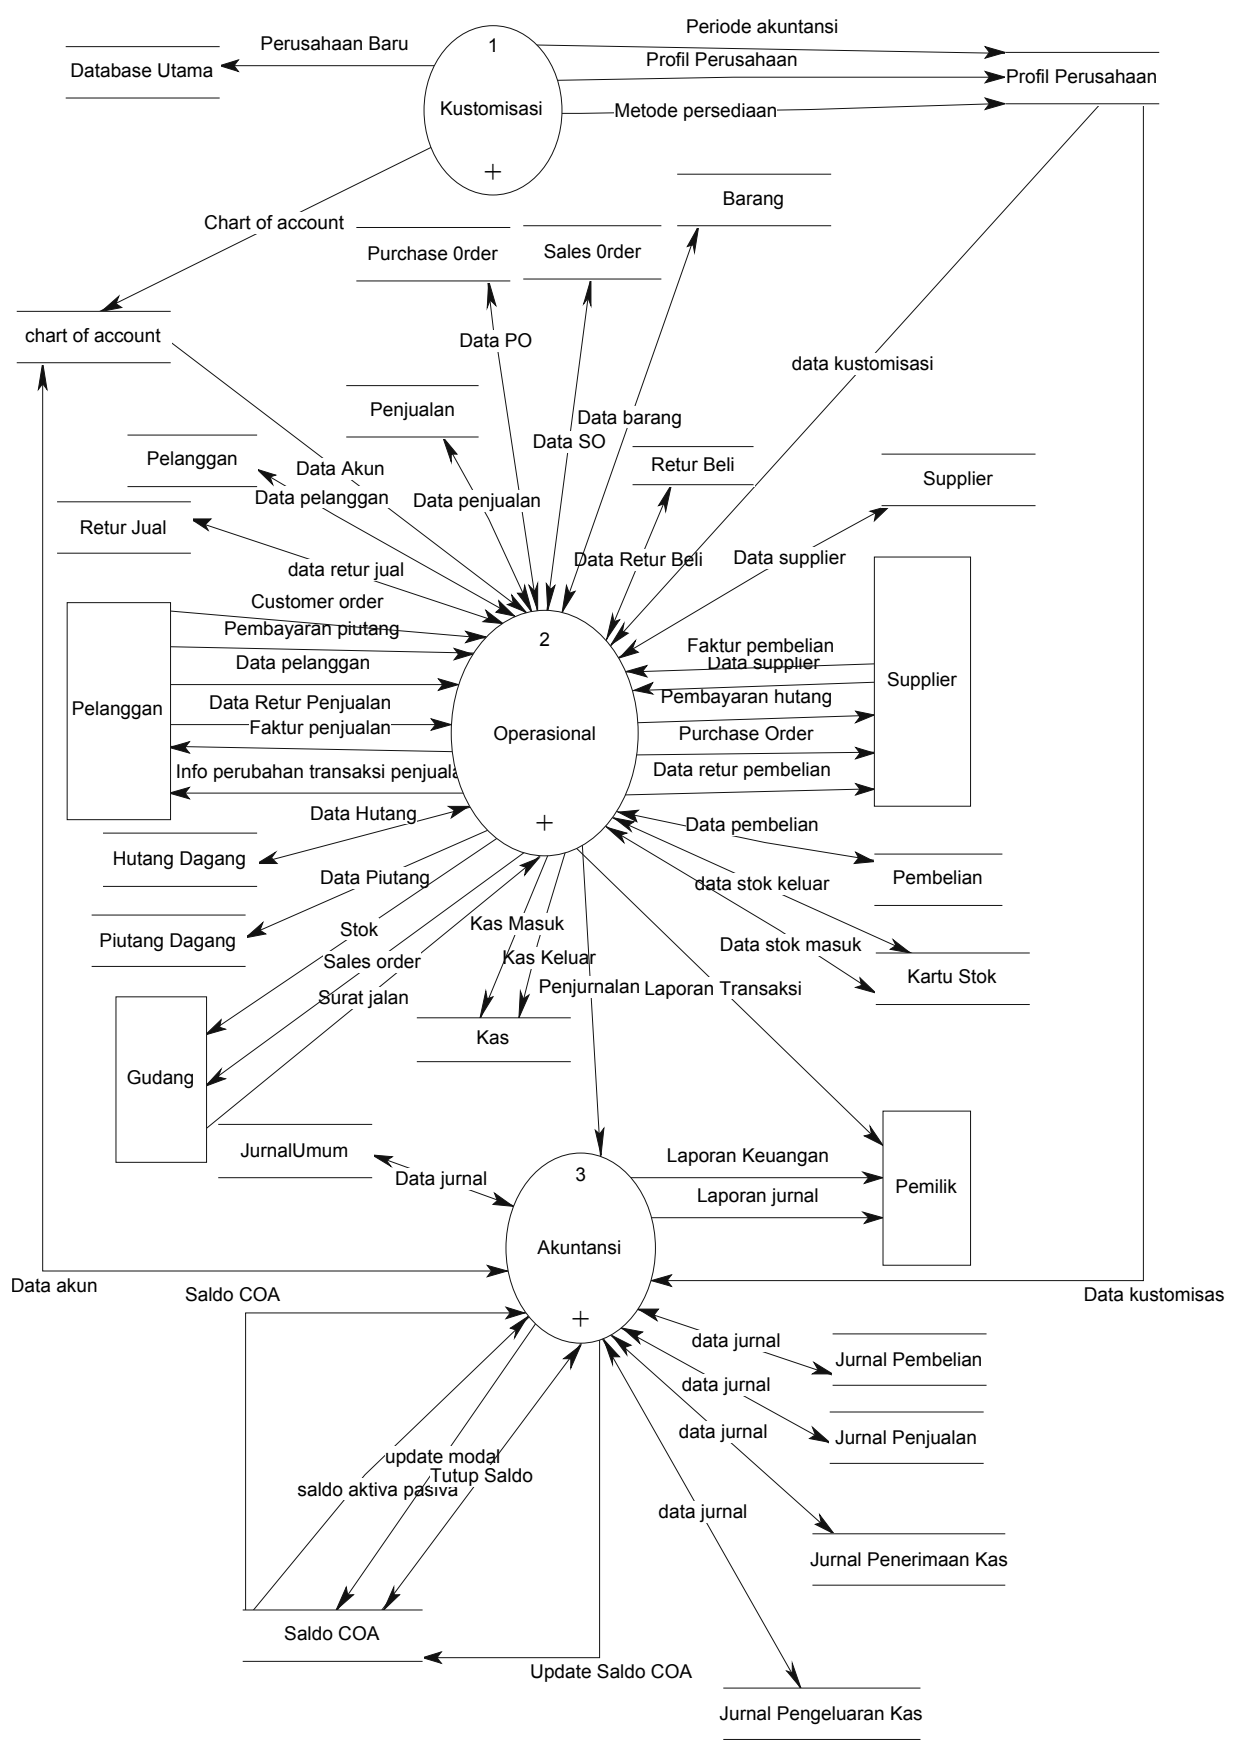 Periode akuntansi
Perusahaan Baru
1
Profil Perusahaan
Database Utama
Profil Perusahaan
Kustomisasi
Metode persediaan
+
Barang
Chart of account
Purchase 0rder
Sales 0rder
chart of account
Data PO
data kustomisasi
Penjualan
Data barang
Data SO
Pelanggan
Data Akun
Retur Beli
Supplier
Data pelanggan
Data penjualan
Retur Jual
Data Retur Beli
Data supplier
data retur jual
Customer order
Pembayaran piutang
2
Faktur pembelian
Data pelanggan
Data supplier
Supplier
Data Retur Penjualan
Pembayaran hutang
Pelanggan
Faktur penjualan
Operasional
Purchase Order
Info perubahan transaksi penjuala
Data retur pembelian
Data Hutang
+
Data pembelian
Hutang Dagang
Data Piutang
data stok keluar
Pembelian
Piutang Dagang
Stok
Kas Masuk
Data stok masuk
Sales order
Kas Keluar
Kartu Stok
Surat jalan
Penjurnalan
Laporan Transaksi
Kas
Gudang
JurnalUmum
Laporan Keuangan
Data jurnal
3
Laporan jurnal
Pemilik
Akuntansi
Data akun
Saldo COA
Data kustomisas
+
data jurnal
Jurnal Pembelian
data jurnal
data jurnal
Jurnal Penjualan
update modal
Tutup Saldo
saldo aktiva pasiva
data jurnal
Jurnal Penerimaan Kas
Saldo COA
Update Saldo COA
Jurnal Pengeluaran Kas